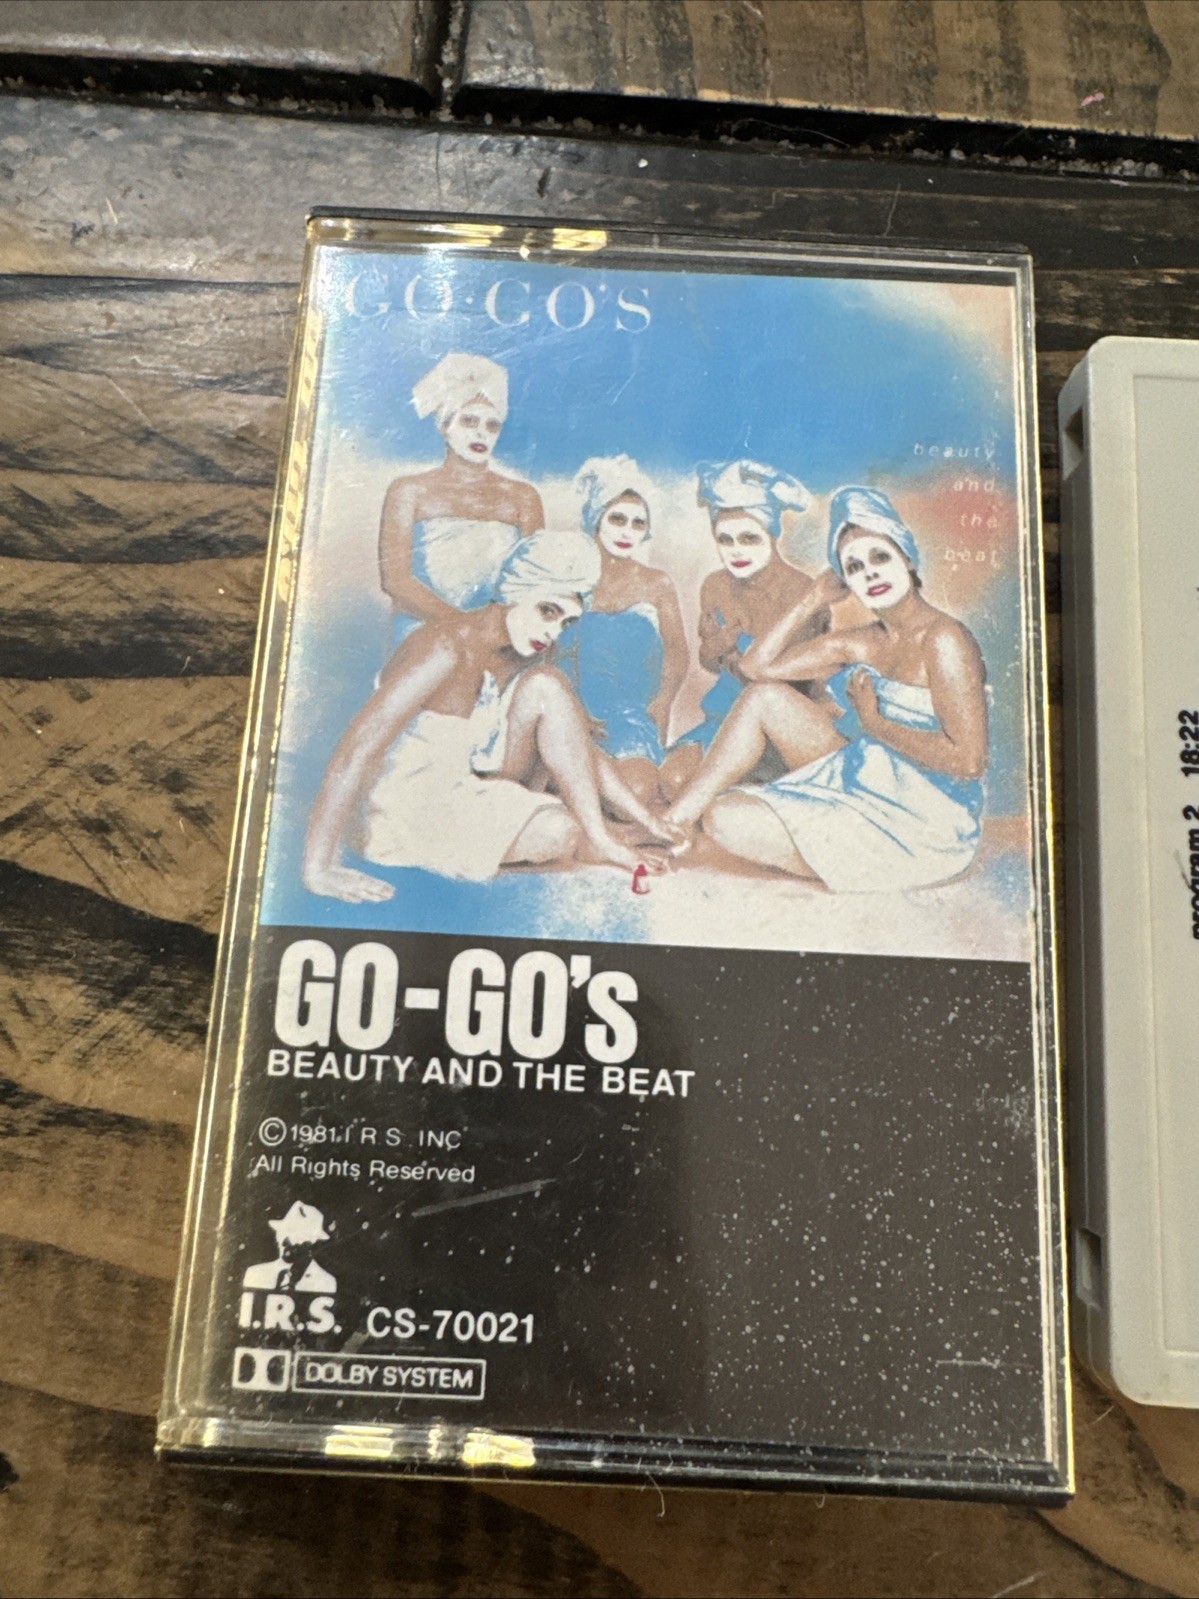 GO•GO'S
beauty
and
the
beat
GO-GO's
BEAUTY AND THE BEAT
© 1981 I.R.S. INC
All Rights Reserved
I.R.S. CS-70021
DOLBY SYSTEM
programm 2 18:22